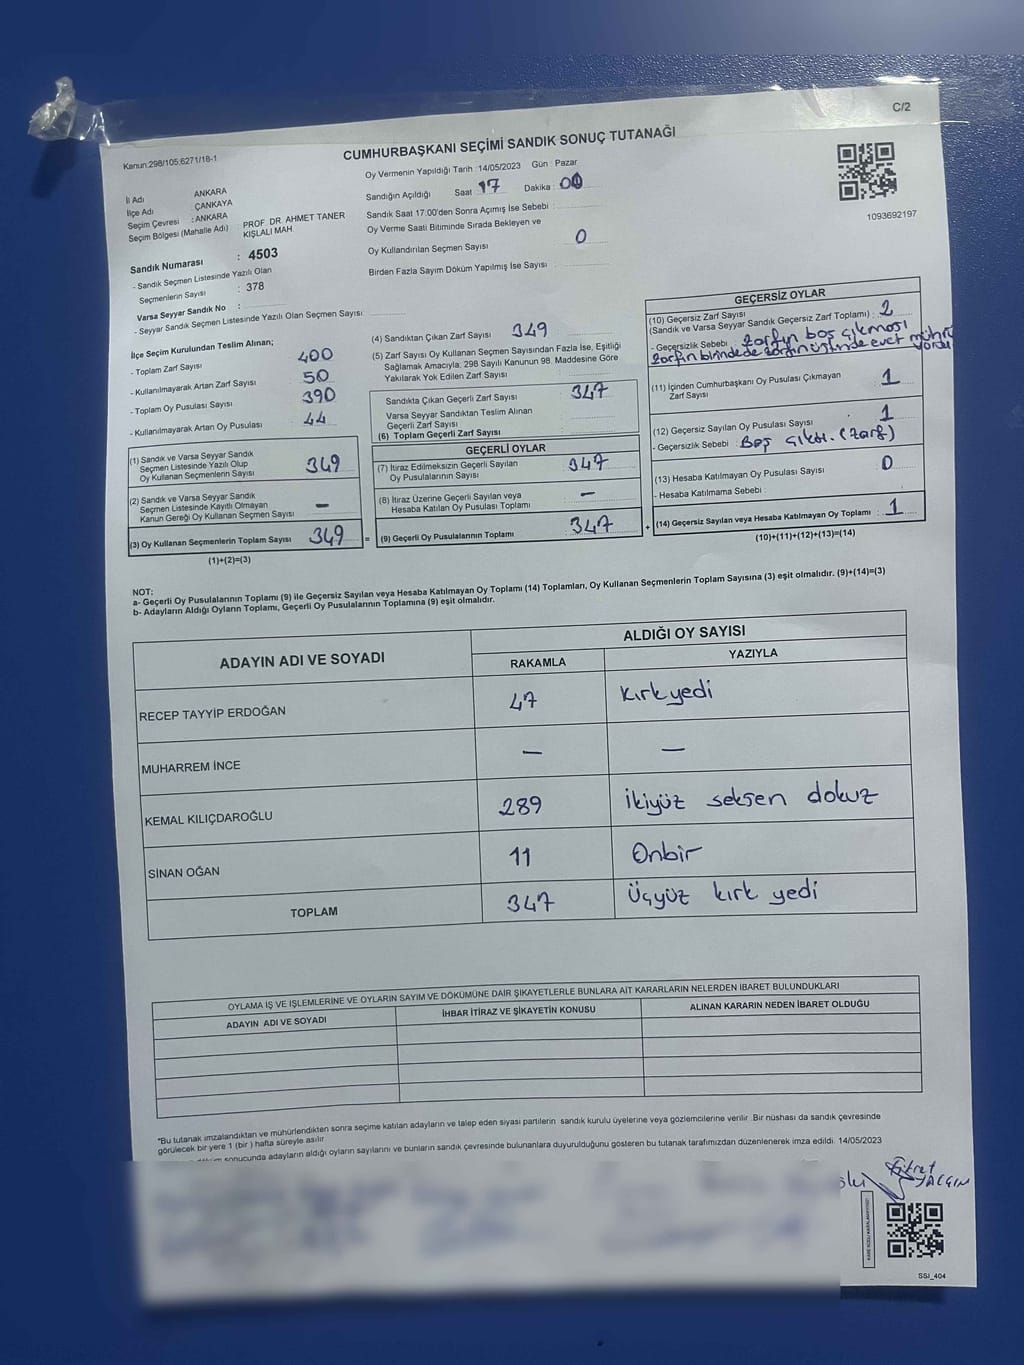 C/2
Kanun:298/105:6271/18-1
CUMHURBAŞKANI SEÇİMİ SANDIK SONUÇ TUTANAĞI
1093692197
İl Adı ANKARA
İlçe Adı ÇANKAYA
Seçim Çevresi : ANKARA
Seçim Bölgesi (Mahalle Adı) PROF. DR. AHMET TANER
KIŞLALI MAH.
Sandık Numarası : 4503
- Sandık Seçmen Listesinde Yazılı Olan
Seçmenlerin Sayısı : 378
Varsa Seyyar Sandık No :
- Seyyar Sandık Seçmen Listesinde Yazılı Olan Seçmen Sayısı:
Oy Vermenin Yapıldığı Tarih :14/05/2023 Gün : Pazar
Sandığın Açıldığı Saat 17 Dakika : 00
Sandık Saat 17:00'den Sonra Açımış İse Sebebi :
Oy Verme Saati Bitiminde Sırada Bekleyen ve
Oy Kullandırılan Seçmen Sayısı 0
Birden Fazla Sayım Döküm Yapılmış İse Sayısı :
İlçe Seçim Kurulundan Teslim Alınan;
- Toplam Zarf Sayısı 400
- Kullanılmayarak Artan Zarf Sayısı 50
- Toplam Oy Pusulası Sayısı 390
- Kullanılmayarak Artan Oy Pusulası 44
(1) Sandık ve Varsa Seyyar Sandık
Seçmen Listesinde Yazılı Olup
Oy Kullanan Seçmenlerin Sayısı 349
(2) Sandık ve Varsa Seyyar Sandık
Seçmen Listesinde Kayıtlı Olmayan
Kanun Gereği Oy Kullanan Seçmen Sayısı —
(3) Oy Kullanan Seçmenlerin Toplam Sayısı 349 =
(1)+(2)=(3)
(4) Sandıktan Çıkan Zarf Sayısı 349
(5) Zarf Sayısı Oy Kullanan Seçmen Sayısından Fazla İse, Eşitliği
Sağlamak Amacıyla, 298 Sayılı Kanunun 98. Maddesine Göre
Yakılarak Yok Edilen Zarf Sayısı
Sandıkta Çıkan Geçerli Zarf Sayısı 347
Varsa Seyyar Sandıktan Teslim Alınan
Geçerli Zarf Sayısı
(6) Toplam Geçerli Zarf Sayısı
GEÇERLİ OYLAR
(7) İtiraz Edilmeksizin Geçerli Sayılan
Oy Pusulalarının Sayısı 347
(8) İtiraz Üzerine Geçerli Sayılan veya
Hesaba Katılan Oy Pusulası Toplamı —
(9) Geçerli Oy Pusulalarının Toplamı 347 +
GEÇERSİZ OYLAR
(10) Geçersiz Zarf Sayısı
(Sandık ve Varsa Seyyar Sandık Geçersiz Zarf Toplamı) : 2
- Geçersizlik Sebebi : zarfın boş çıkması
zarfın birinde de zarfın üstünde evet mührü
(11) İçinden Cumhurbaşkanı Oy Pusulası Çıkmayan
Zarf Sayısı 1
(12) Geçersiz Sayılan Oy Pusulası Sayısı 1
- Geçersizlik Sebebi : Boş çıktı. (zarf)
(13) Hesaba Katılmayan Oy Pusulası Sayısı 0
- Hesaba Katılmama Sebebi :
(14) Geçersiz Sayılan veya Hesaba Katılmayan Oy Toplamı : 1
(10)+(11)+(12)+(13)=(14)
NOT:
a- Geçerli Oy Pusulalarının Toplamı (9) ile Geçersiz Sayılan veya Hesaba Katılmayan Oy Toplamı (14) Toplamları, Oy Kullanan Seçmenlerin Toplam Sayısına (3) eşit olmalıdır. (9)+(14)=(3)
b- Adayların Aldığı Oyların Toplamı, Geçerli Oy Pusulalarının Toplamına (9) eşit olmalıdır.
ADAYIN ADI VE SOYADI
ALDIĞI OY SAYISI
RAKAMLA YAZIYLA
RECEP TAYYİP ERDOĞAN 47 kırkyedi
MUHARREM İNCE — —
KEMAL KILIÇDAROĞLU 289 ikiyüz seksen dokuz
SİNAN OĞAN 11 Onbir
TOPLAM 347 Üçyüz kırk yedi
OYLAMA İŞ VE İŞLEMLERİNE VE OYLARIN SAYIM VE DÖKÜMÜNE DAİR ŞİKAYETLERLE BUNLARA AİT KARARLARIN NELERDEN İBARET BULUNDUKLARI
ADAYIN ADI VE SOYADI İHBAR İTİRAZ VE ŞİKAYETİN KONUSU ALINAN KARARIN NEDEN İBARET OLDUĞU
*Bu tutanak imzalandıktan ve mühürlendikten sonra seçime katılan adayların ve talep eden siyasi partilerin sandık kurulu üyelerine veya gözlemcilerine verilir. Bir nüshası da sandık çevresinde
görülecek bir yere 1 (bir) hafta süreyle asılır
sonucunda adayların aldığı oyların sayılarını ve bunların sandık çevresinde bulunanlara duyurulduğunu gösteren bu tutanak tarafımızdan düzenlenerek imza edildi. 14/05/2023
Fikret
YALÇIN
SSI_404